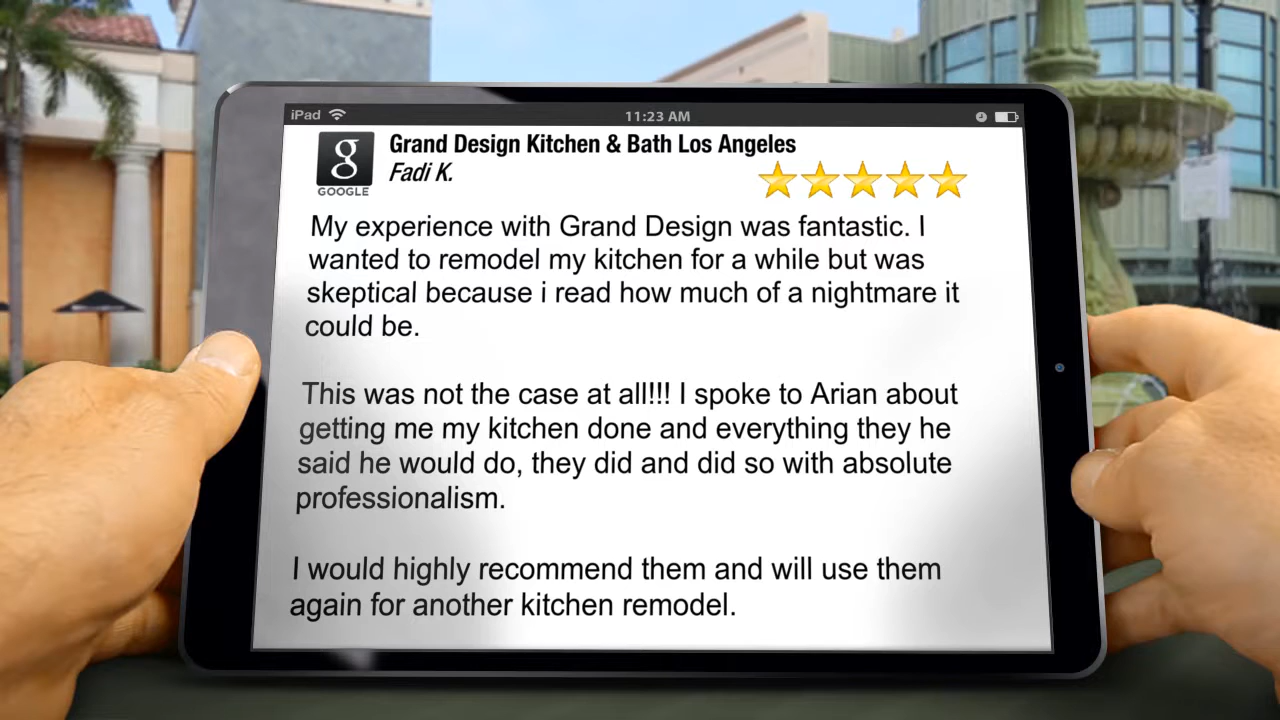 iPad
11:23 AM
g
GOOGLE
Grand Design Kitchen & Bath Los Angeles
Fadi K.
My experience with Grand Design was fantastic. I
wanted to remodel my kitchen for a while but was
skeptical because i read how much of a nightmare it
could be.
This was not the case at all!!! I spoke to Arian about
getting me my kitchen done and everything they he
said he would do, they did and did so with absolute
professionalism.
I would highly recommend them and will use them
again for another kitchen remodel.